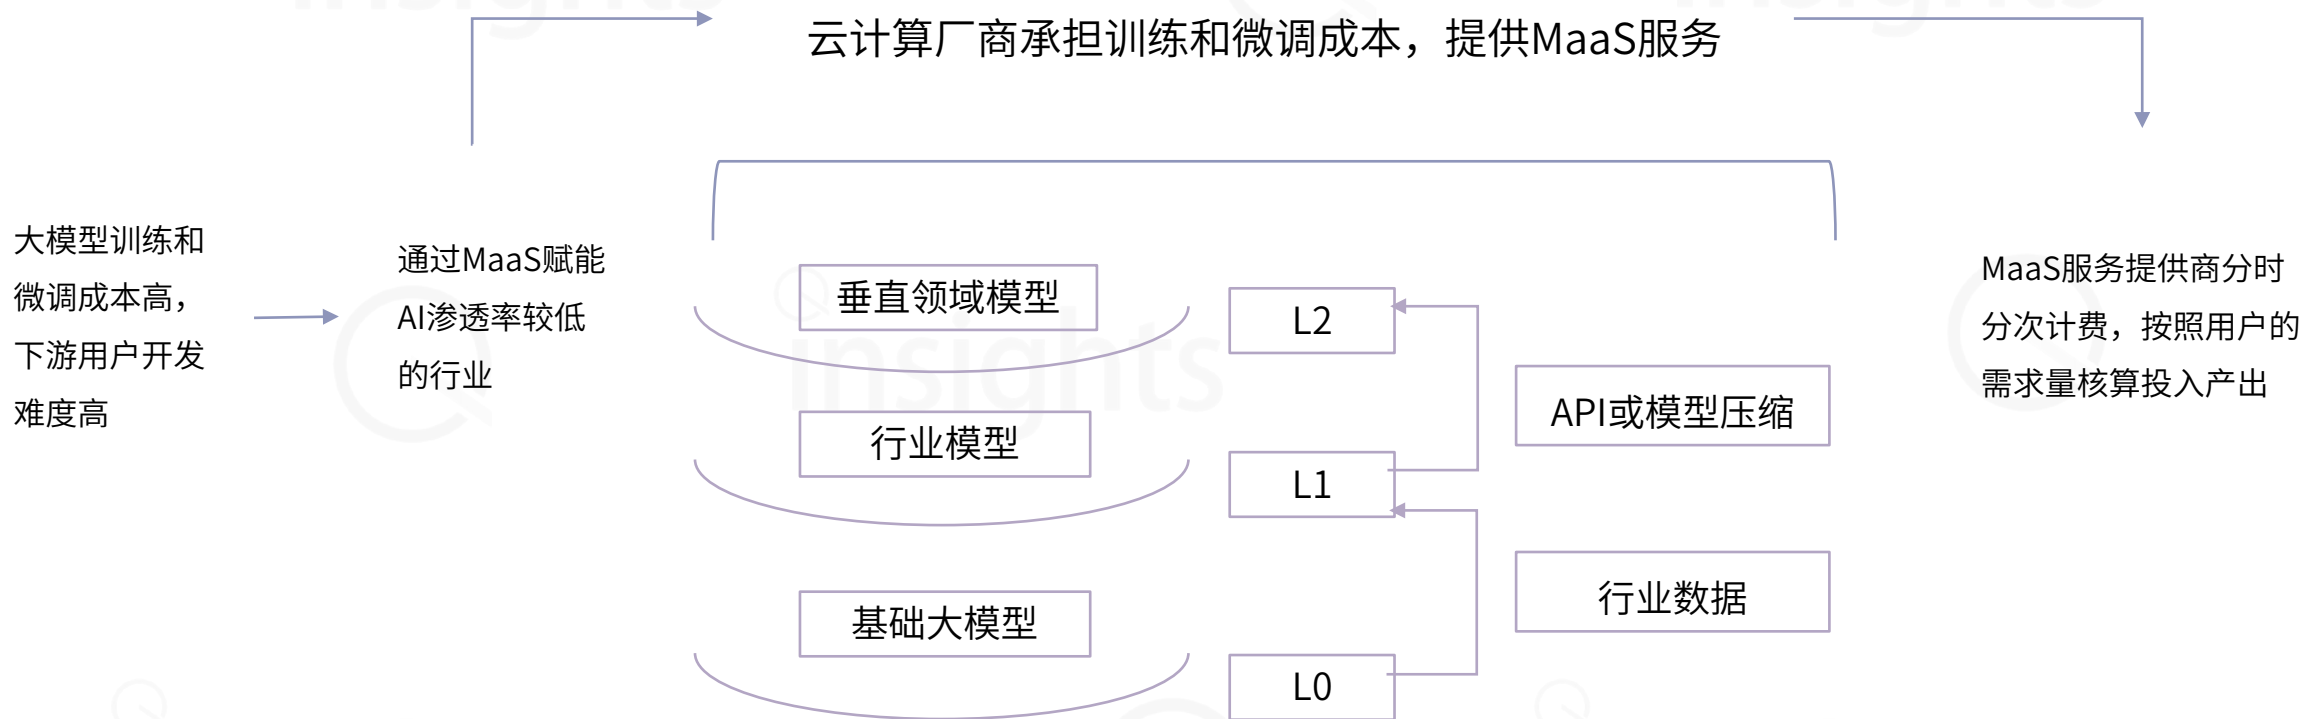 云计算厂商承担训练和微调成本，提供MaaS服务
大模型训练和
微调成本高，
下游用户开发
难度高
通过MaaS赋能
AI渗透率较低
的行业
垂直领域模型
L2
行业模型
L1
基础大模型
L0
API或模型压缩
行业数据
MaaS服务提供商分时
分次计费，按照用户的
需求量核算投入产出
insights
insights
insights